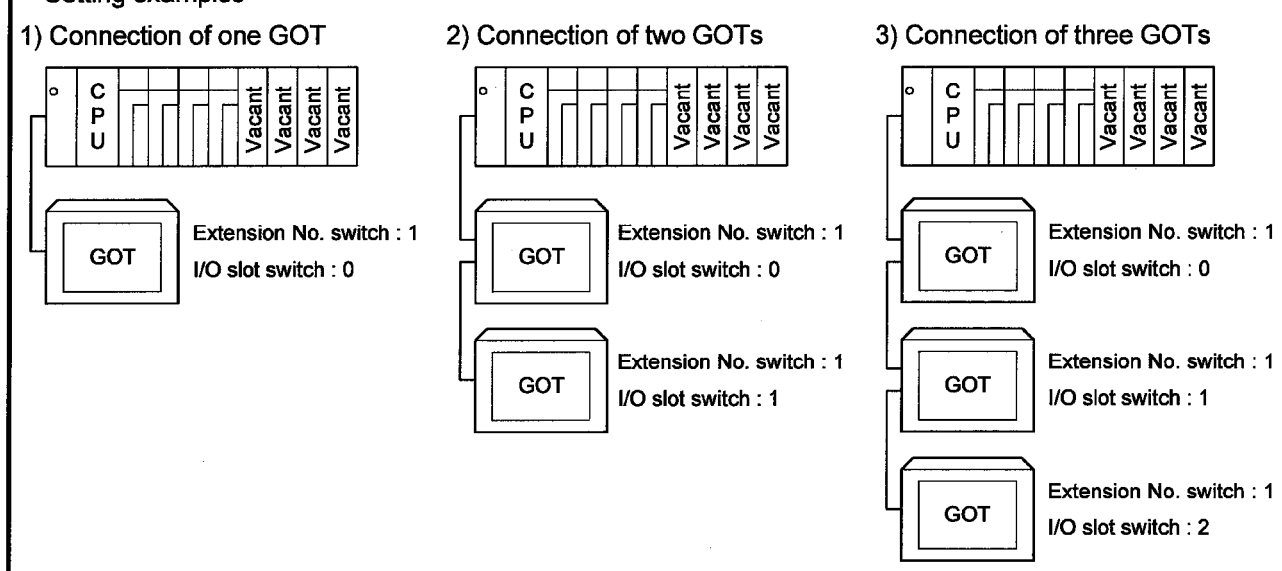 Setting examples
1) Connection of one GOT
CPU
Vacant
Vacant
Vacant
Vacant
GOT
Extension No. switch : 1
I/O slot switch : 0
2) Connection of two GOTs
CPU
Vacant
Vacant
Vacant
Vacant
GOT
Extension No. switch : 1
I/O slot switch : 0
GOT
Extension No. switch : 1
I/O slot switch : 1
3) Connection of three GOTs
CPU
Vacant
Vacant
Vacant
Vacant
GOT
Extension No. switch : 1
I/O slot switch : 0
GOT
Extension No. switch : 1
I/O slot switch : 1
GOT
Extension No. switch : 1
I/O slot switch : 2